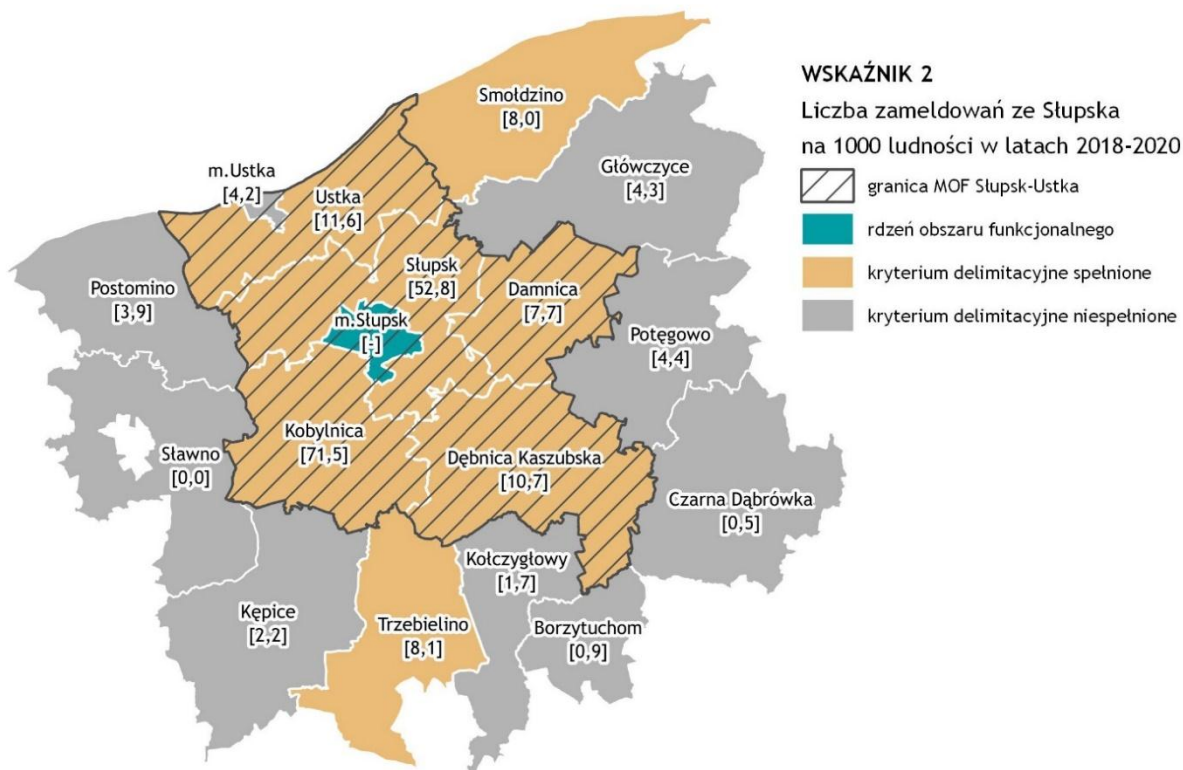 WSKAŹNIK 2
Liczba zameldowań ze Słupska
na 1000 ludności w latach 2018-2020
granica MOF Słupsk-Ustka
rdzeń obszaru funkcjonalnego
kryterium delimitacyjne spełnione
kryterium delimitacyjne niespełnione
Smołdzino
[8,0]
Główczyce
[4,3]
m.Ustka
[4,2]
Ustka
[11,6]
Słupsk
[52,8]
Damnica
[7,7]
Postomino
[3,9]
m.Słupsk
[-]
Potęgowo
[4,4]
Kobylnica
[71,5]
Sławno
[0,0]
Dębnica Kaszubska
[10,7]
Czarna Dąbrówka
[0,5]
Kołczygłowy
[1,7]
Kępice
[2,2]
Trzebielino
[8,1]
Borzytuchom
[0,9]